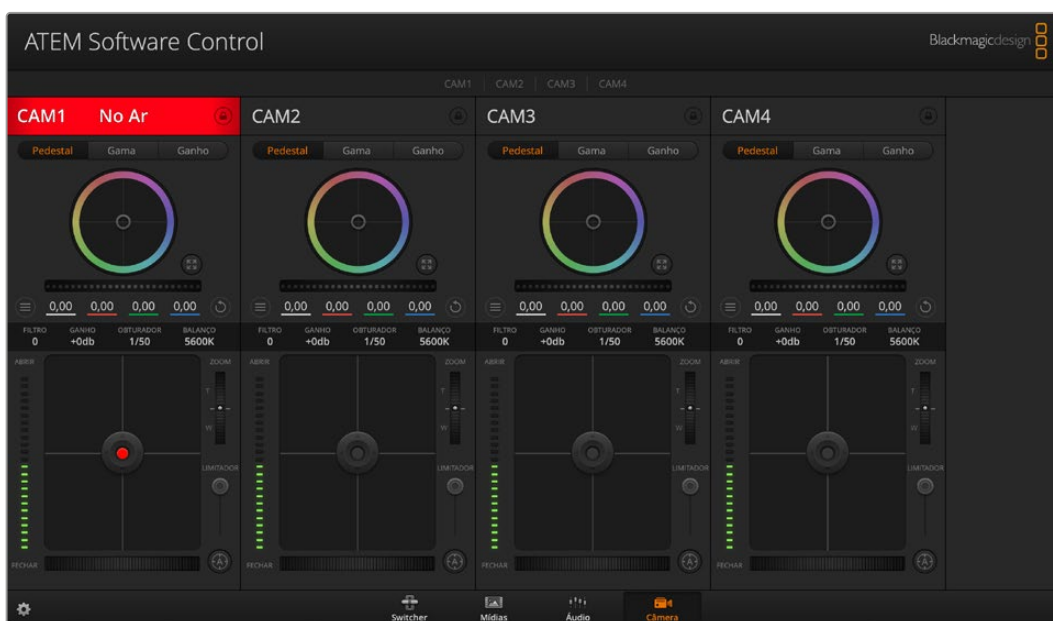 ATEM Software Control
Blackmagicdesign
CAM1 CAM2 CAM3 CAM4
CAM1 No Ar CAM2 CAM3 CAM4
Pedestal Gama Ganho Pedestal Gama Ganho Pedestal Gama Ganho Pedestal Gama Ganho
0,00 0,00 0,00 0,00 0,00 0,00 0,00 0,00 0,00 0,00 0,00 0,00 0,00 0,00 0,00 0,00
FILTRO GANHO OBTURADOR BALANÇO FILTRO GANHO OBTURADOR BALANÇO FILTRO GANHO OBTURADOR BALANÇO FILTRO GANHO OBTURADOR BALANÇO
0 +0db 1/50 5600K 0 +0db 1/50 5600K 0 +0db 1/50 5600K 0 +0db 1/50 5600K
ABRIR ZOOM ABRIR ZOOM ABRIR ZOOM ABRIR ZOOM
T T T T
W W W W
LIMITADOR LIMITADOR LIMITADOR LIMITADOR
FECHAR A FECHAR A FECHAR A FECHAR A
Switcher Mídias Áudio Câmera